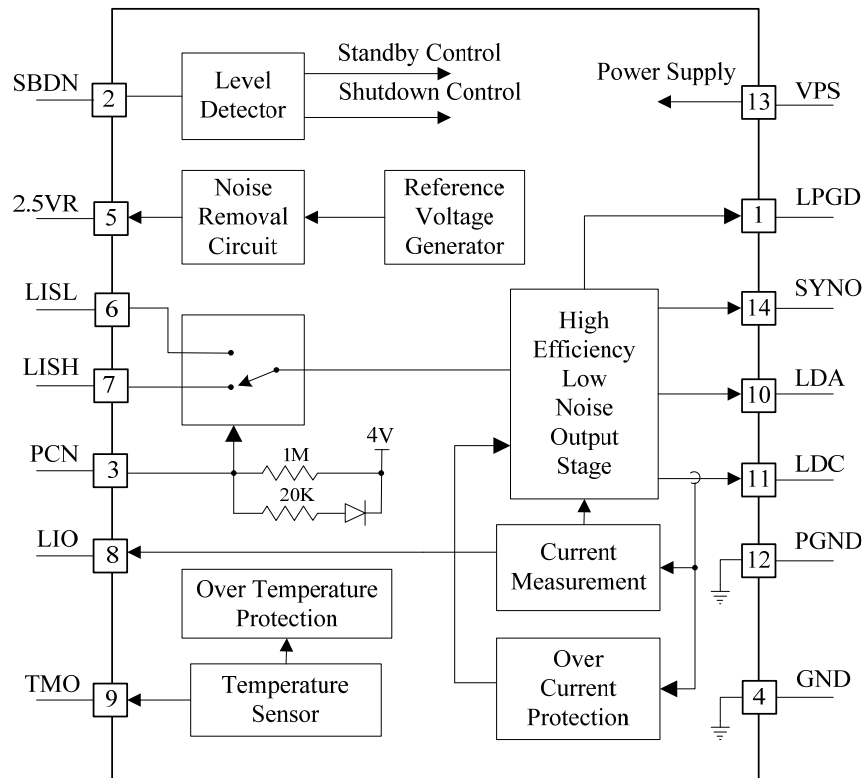 SBDN
2
Level
Detector
Standby Control
Shutdown Control
Power Supply
13
VPS
2.5VR
5
Noise
Removal
Circuit
Reference
Voltage
Generator
1
LPGD
LISL
6
LISH
7
High
Efficiency
Low
Noise
Output
Stage
14
SYNO
10
LDA
PCN
3
1M
20K
4V
11
LDC
LIO
8
Current
Measurement
12
PGND
Over Temperature
Protection
TMO
9
Temperature
Sensor
Over
Current
Protection
4
GND